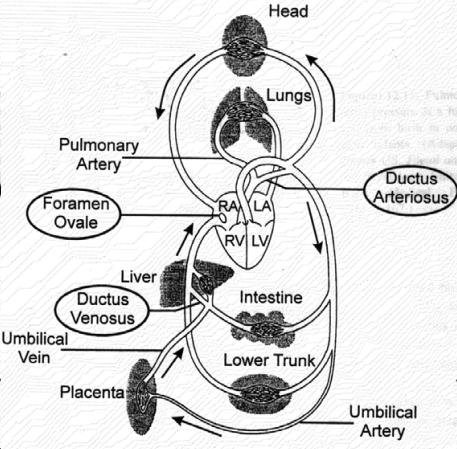 Head
Lungs
Pulmonary
Artery
Ductus
Arteriosus
Foramen
Ovale
RA
LA
RV
LV
Liver
Ductus
Venosus
Intestine
Umbilical
Vein
Lower Trunk
Placenta
Umbilical
Artery